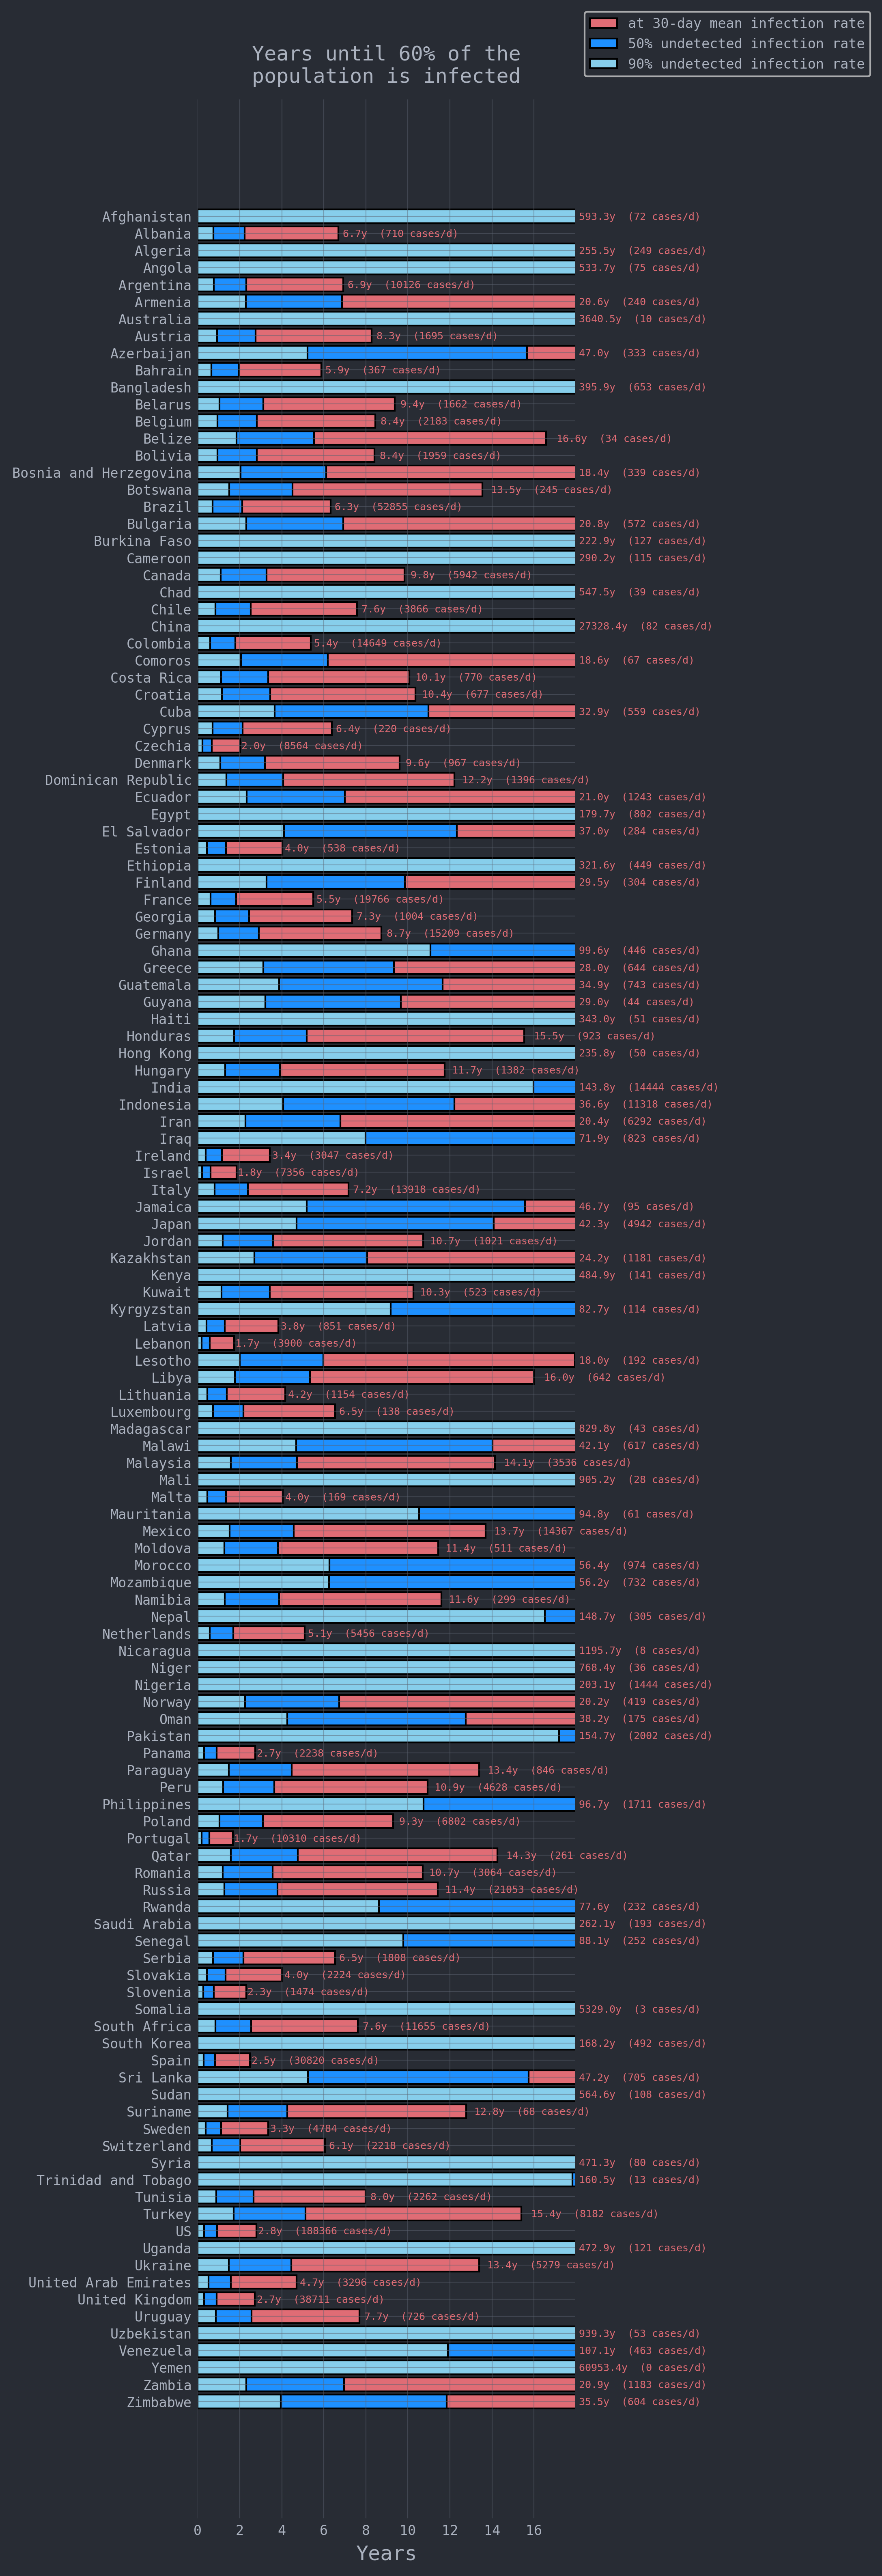 at 30-day mean infection rate
50% undetected infection rate
90% undetected infection rate
Years until 60% of the
population is infected
Afghanistan 593.3y (72 cases/d)
Albania 6.7y (710 cases/d)
Algeria 255.5y (249 cases/d)
Angola 533.7y (75 cases/d)
Argentina 6.9y (10126 cases/d)
Armenia 20.6y (240 cases/d)
Australia 3640.5y (10 cases/d)
Austria 8.3y (1695 cases/d)
Azerbaijan 47.0y (333 cases/d)
Bahrain 5.9y (367 cases/d)
Bangladesh 395.9y (653 cases/d)
Belarus 9.4y (1662 cases/d)
Belgium 8.4y (2183 cases/d)
Belize 16.6y (34 cases/d)
Bolivia 8.4y (1959 cases/d)
Bosnia and Herzegovina 18.4y (339 cases/d)
Botswana 13.5y (245 cases/d)
Brazil 6.3y (52855 cases/d)
Bulgaria 20.8y (572 cases/d)
Burkina Faso 222.9y (127 cases/d)
Cameroon 290.2y (115 cases/d)
Canada 9.8y (5942 cases/d)
Chad 547.5y (39 cases/d)
Chile 7.6y (3866 cases/d)
China 27328.4y (82 cases/d)
Colombia 5.4y (14649 cases/d)
Comoros 18.6y (67 cases/d)
Costa Rica 10.1y (770 cases/d)
Croatia 10.4y (677 cases/d)
Cuba 32.9y (559 cases/d)
Cyprus 6.4y (220 cases/d)
Czechia 2.0y (8564 cases/d)
Denmark 9.6y (967 cases/d)
Dominican Republic 12.2y (1396 cases/d)
Ecuador 21.0y (1243 cases/d)
Egypt 179.7y (802 cases/d)
El Salvador 37.0y (284 cases/d)
Estonia 4.0y (538 cases/d)
Ethiopia 321.6y (449 cases/d)
Finland 29.5y (304 cases/d)
France 5.5y (19766 cases/d)
Georgia 7.3y (1004 cases/d)
Germany 8.7y (15209 cases/d)
Ghana 99.6y (446 cases/d)
Greece 28.0y (644 cases/d)
Guatemala 34.9y (743 cases/d)
Guyana 29.0y (44 cases/d)
Haiti 343.0y (51 cases/d)
Honduras 15.5y (923 cases/d)
Hong Kong 235.8y (50 cases/d)
Hungary 11.7y (1382 cases/d)
India 143.8y (14444 cases/d)
Indonesia 36.6y (11318 cases/d)
Iran 20.4y (6292 cases/d)
Iraq 71.9y (823 cases/d)
Ireland 3.4y (3047 cases/d)
Israel 1.8y (7356 cases/d)
Italy 7.2y (13918 cases/d)
Jamaica 46.7y (95 cases/d)
Japan 42.3y (4942 cases/d)
Jordan 10.7y (1021 cases/d)
Kazakhstan 24.2y (1181 cases/d)
Kenya 484.9y (141 cases/d)
Kuwait 10.3y (523 cases/d)
Kyrgyzstan 82.7y (114 cases/d)
Latvia 3.8y (851 cases/d)
Lebanon 1.7y (3900 cases/d)
Lesotho 18.0y (192 cases/d)
Libya 16.0y (642 cases/d)
Lithuania 4.2y (1154 cases/d)
Luxembourg 6.5y (138 cases/d)
Madagascar 829.8y (43 cases/d)
Malawi 42.1y (617 cases/d)
Malaysia 14.1y (3536 cases/d)
Mali 905.2y (28 cases/d)
Malta 4.0y (169 cases/d)
Mauritania 94.8y (61 cases/d)
Mexico 13.7y (14367 cases/d)
Moldova 11.4y (511 cases/d)
Morocco 56.4y (974 cases/d)
Mozambique 56.2y (732 cases/d)
Namibia 11.6y (299 cases/d)
Nepal 148.7y (305 cases/d)
Netherlands 5.1y (5456 cases/d)
Nicaragua 1195.7y (8 cases/d)
Niger 768.4y (36 cases/d)
Nigeria 203.1y (1444 cases/d)
Norway 20.2y (419 cases/d)
Oman 38.2y (175 cases/d)
Pakistan 154.7y (2002 cases/d)
Panama 2.7y (2238 cases/d)
Paraguay 13.4y (846 cases/d)
Peru 10.9y (4628 cases/d)
Philippines 96.7y (1711 cases/d)
Poland 9.3y (6802 cases/d)
Portugal 1.7y (10310 cases/d)
Qatar 14.3y (261 cases/d)
Romania 10.7y (3064 cases/d)
Russia 11.4y (21053 cases/d)
Rwanda 77.6y (232 cases/d)
Saudi Arabia 262.1y (193 cases/d)
Senegal 88.1y (252 cases/d)
Serbia 6.5y (1808 cases/d)
Slovakia 4.0y (2224 cases/d)
Slovenia 2.3y (1474 cases/d)
Somalia 5329.0y (3 cases/d)
South Africa 7.6y (11655 cases/d)
South Korea 168.2y (492 cases/d)
Spain 2.5y (30820 cases/d)
Sri Lanka 47.2y (705 cases/d)
Sudan 564.6y (108 cases/d)
Suriname 12.8y (68 cases/d)
Sweden 3.3y (4784 cases/d)
Switzerland 6.1y (2218 cases/d)
Syria 471.3y (80 cases/d)
Trinidad and Tobago 160.5y (13 cases/d)
Tunisia 8.0y (2262 cases/d)
Turkey 15.4y (8182 cases/d)
US 2.8y (188366 cases/d)
Uganda 472.9y (121 cases/d)
Ukraine 13.4y (5279 cases/d)
United Arab Emirates 4.7y (3296 cases/d)
United Kingdom 2.7y (38711 cases/d)
Uruguay 7.7y (726 cases/d)
Uzbekistan 939.3y (53 cases/d)
Venezuela 107.1y (463 cases/d)
Yemen 60953.4y (0 cases/d)
Zambia 20.9y (1183 cases/d)
Zimbabwe 35.5y (604 cases/d)
0 2 4 6 8 10 12 14 16
Years